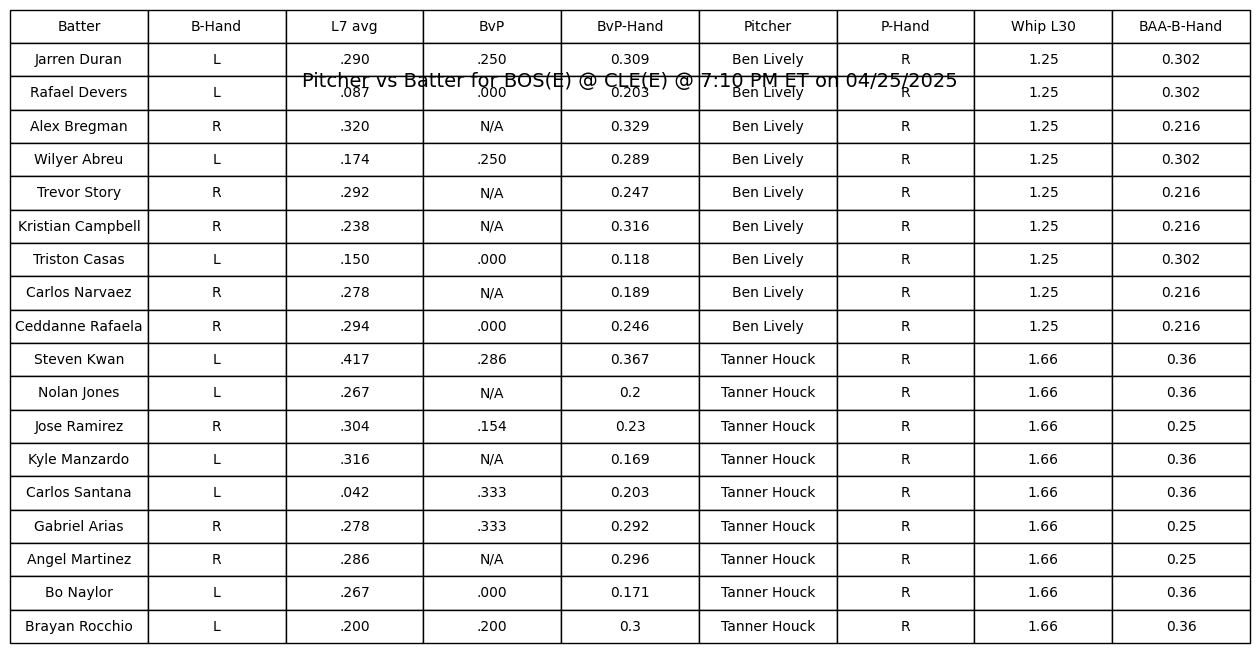 Batter B-Hand L7 avg BvP BvP-Hand Pitcher P-Hand Whip L30 BAA-B-Hand
Jarren Duran L .290 .250 0.309 Ben Lively R 1.25 0.302
Pitcher vs Batter for BOS(E) @ CLE(E) @ 7:10 PM ET on 04/25/2025
Rafael Devers L .087 .000 0.203 Ben Lively R 1.25 0.302
Alex Bregman R .320 N/A 0.329 Ben Lively R 1.25 0.216
Wilyer Abreu L .174 .250 0.289 Ben Lively R 1.25 0.302
Trevor Story R .292 N/A 0.247 Ben Lively R 1.25 0.216
Kristian Campbell R .238 N/A 0.316 Ben Lively R 1.25 0.216
Triston Casas L .150 .000 0.118 Ben Lively R 1.25 0.302
Carlos Narvaez R .278 N/A 0.189 Ben Lively R 1.25 0.216
Ceddanne Rafaela R .294 .000 0.246 Ben Lively R 1.25 0.216
Steven Kwan L .417 .286 0.367 Tanner Houck R 1.66 0.36
Nolan Jones L .267 N/A 0.2 Tanner Houck R 1.66 0.36
Jose Ramirez R .304 .154 0.23 Tanner Houck R 1.66 0.25
Kyle Manzardo L .316 N/A 0.169 Tanner Houck R 1.66 0.36
Carlos Santana L .042 .333 0.203 Tanner Houck R 1.66 0.36
Gabriel Arias R .278 .333 0.292 Tanner Houck R 1.66 0.25
Angel Martinez R .286 N/A 0.296 Tanner Houck R 1.66 0.25
Bo Naylor L .267 .000 0.171 Tanner Houck R 1.66 0.36
Brayan Rocchio L .200 .200 0.3 Tanner Houck R 1.66 0.36